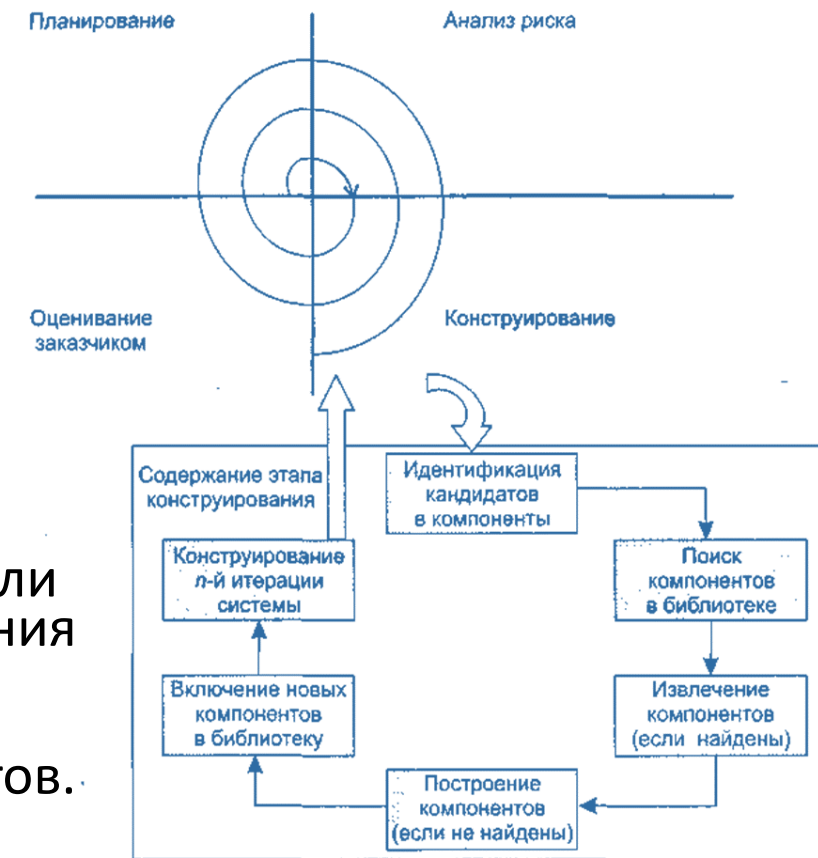 Планирование
Анализ риска
Оценивание
заказчиком
Конструирование
Содержание этапа
конструирования
Идентификация
кандидатов
в компоненты
Конструирование
n-й итерации
системы
Поиск
компонентов
в библиотеке
ли
ния
Включение новых
компонентов
в библиотеку
Извлечение
компонентов
(если найдены)
тов.
Построение
компонентов
(если не найдены)